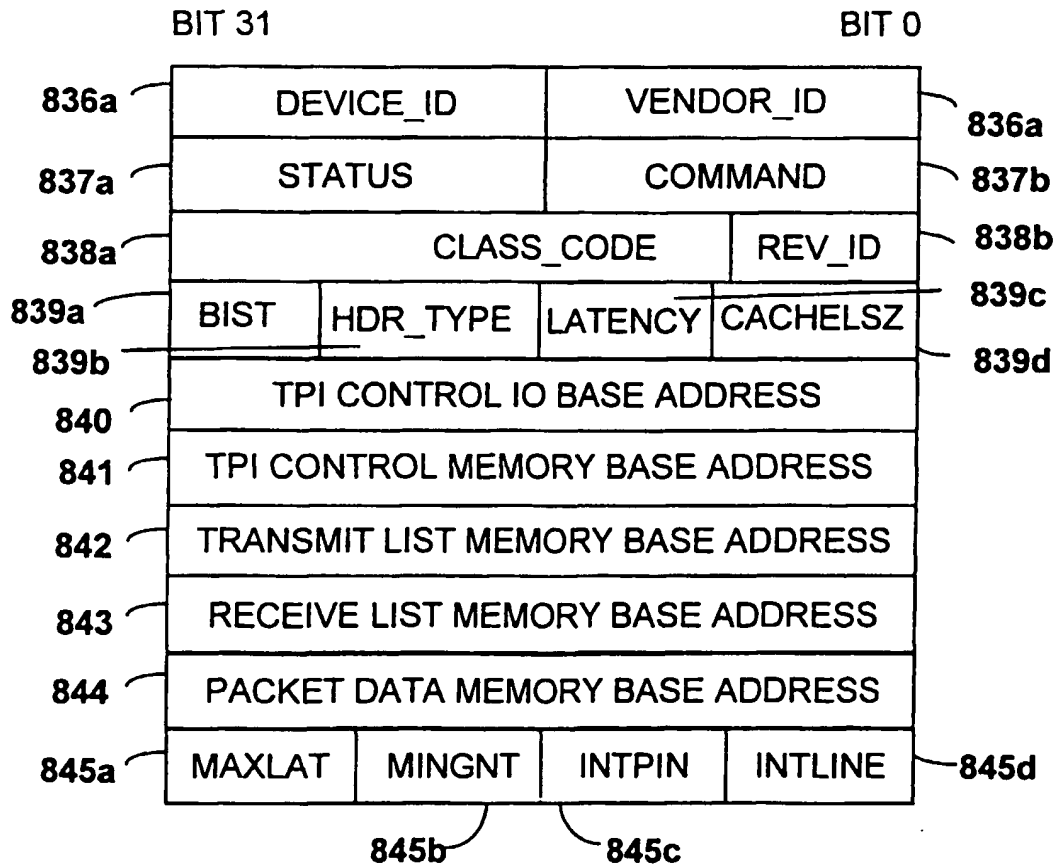 BIT 31 BIT 0
836a DEVICE_ID VENDOR_ID 836a
837a STATUS COMMAND 837b
838a CLASS_CODE REV_ID 838b
839a BIST HDR_TYPE LATENCY CACHELSZ 839c
839b 839d
840 TPI CONTROL IO BASE ADDRESS
841 TPI CONTROL MEMORY BASE ADDRESS
842 TRANSMIT LIST MEMORY BASE ADDRESS
843 RECEIVE LIST MEMORY BASE ADDRESS
844 PACKET DATA MEMORY BASE ADDRESS
845a MAXLAT MINGNT INTPIN INTLINE 845d
845b 845c